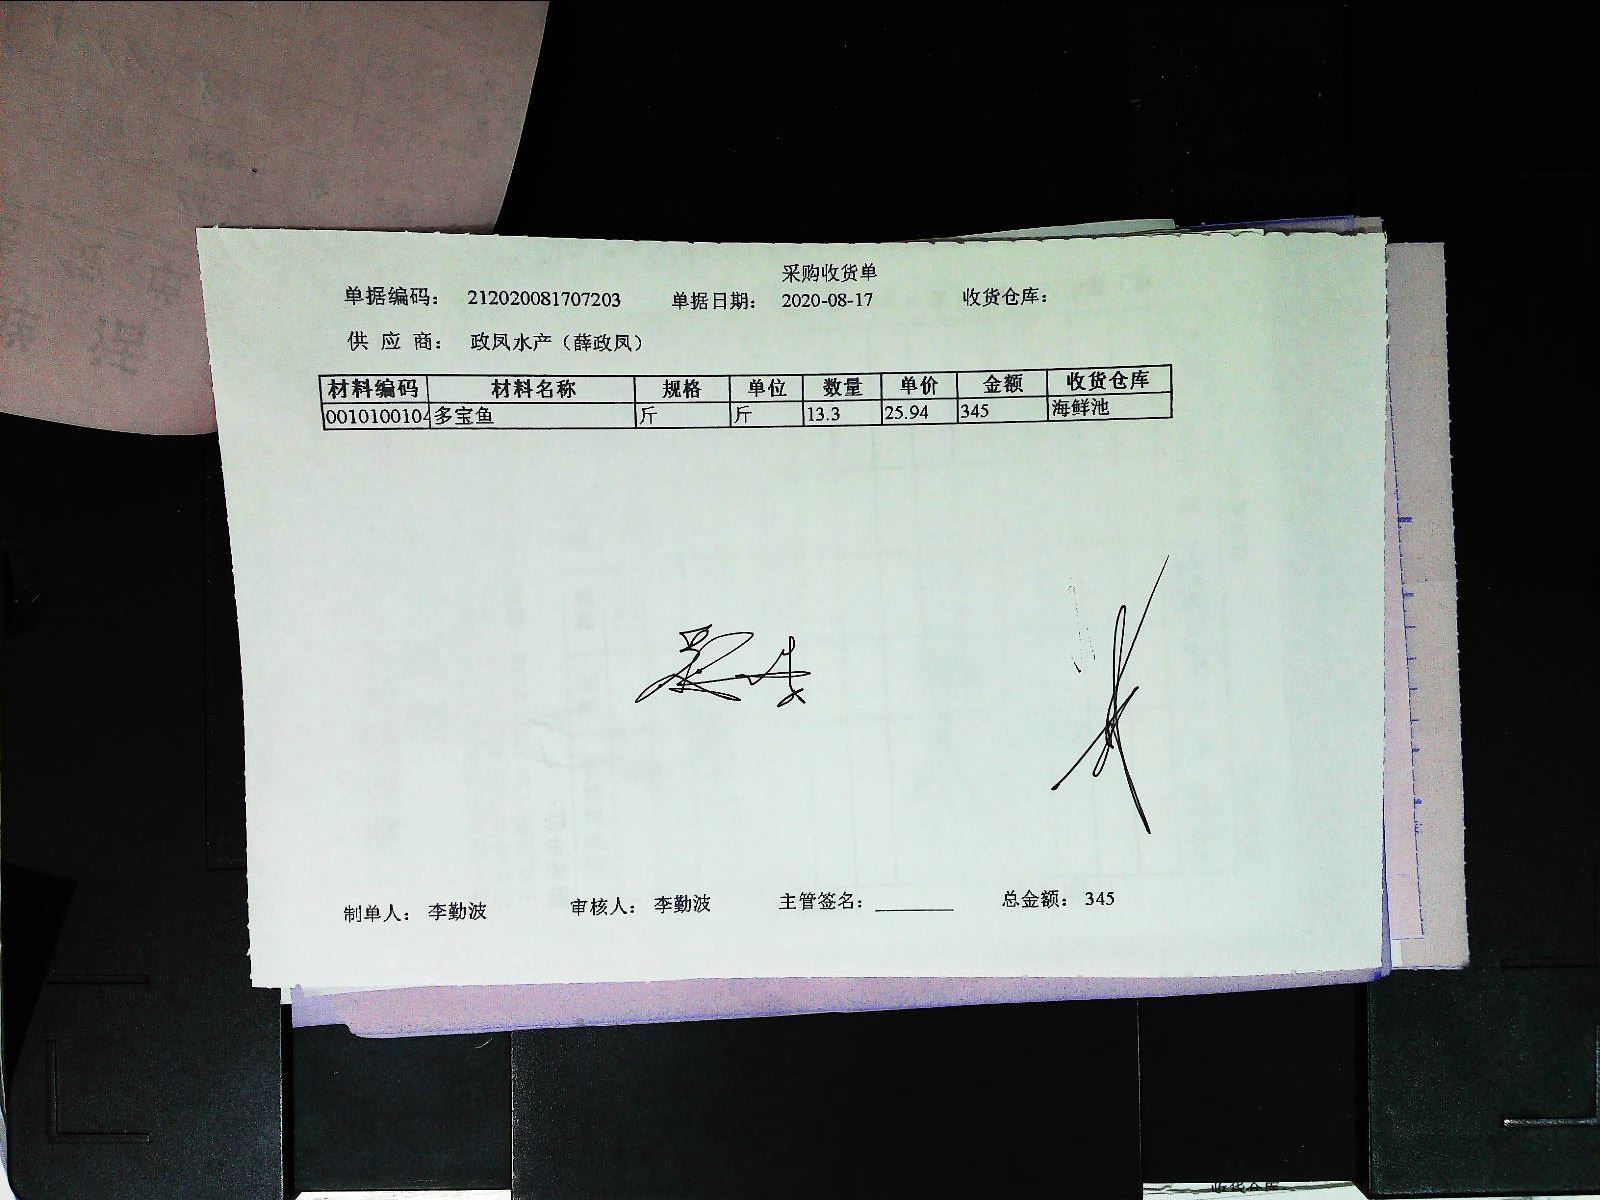 采购收货单
单据编码： 212020081707203 单据日期： 2020-08-17 收货仓库：
供 应 商： 政凤水产（薛政凤）
材料编码 材料名称 规格 单位 数量 单价 金额 收货仓库
0010100104 多宝鱼 斤 斤 13.3 25.94 345 海鲜池
制单人： 李勤波 审核人： 李勤波 主管签名： 总金额： 345